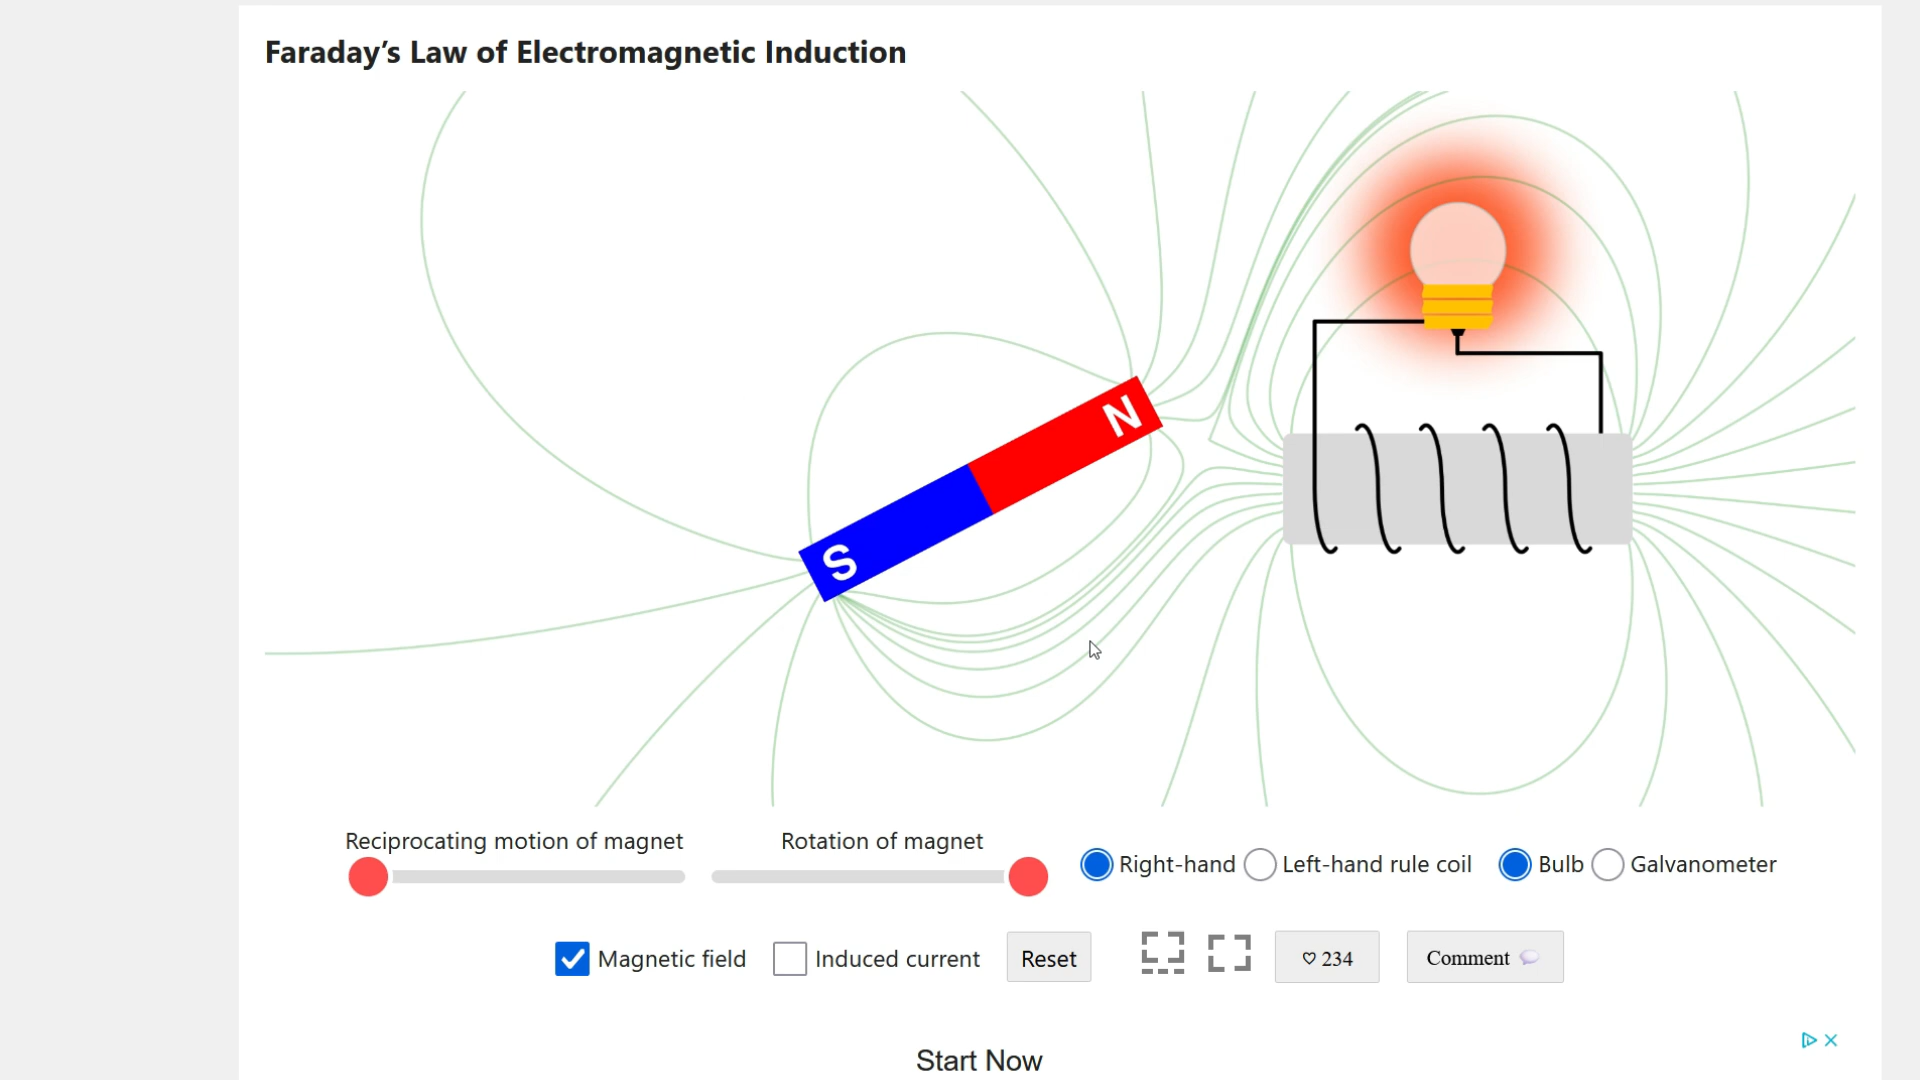 Faraday’s Law of Electromagnetic Induction
N
S
Reciprocating motion of magnet
Rotation of magnet
Right-hand
Left-hand rule coil
Bulb
Galvanometer
Magnetic field
Induced current
Reset
♡ 234
Comment 💬
Start Now